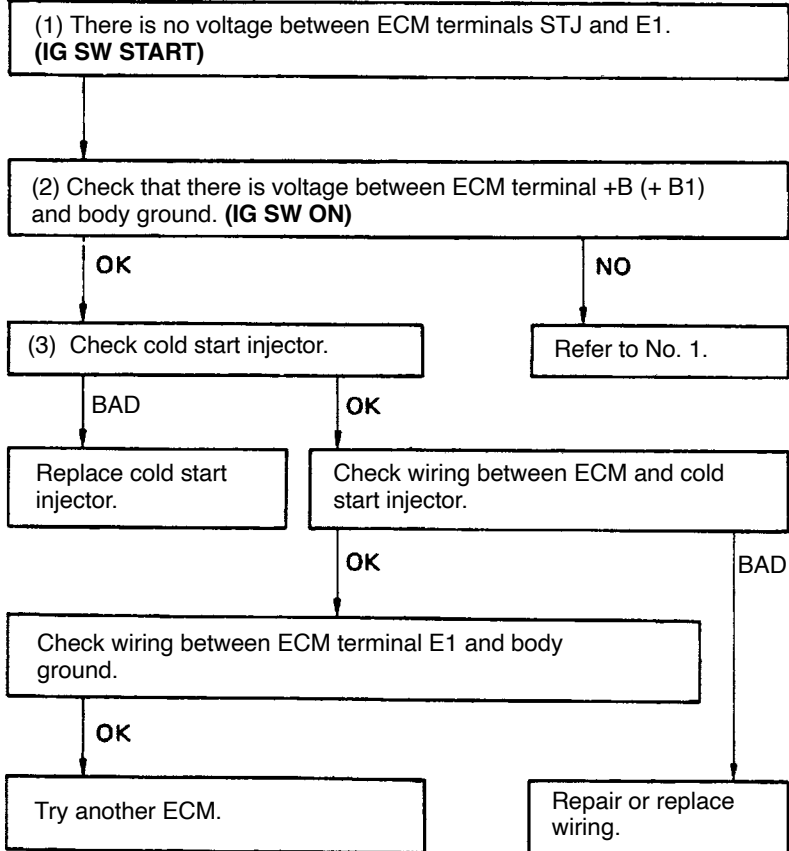 (1) There is no voltage between ECM terminals STJ and E1.
(IG SW START)
(2) Check that there is voltage between ECM terminal +B (+ B1)
and body ground. (IG SW ON)
OK
NO
(3) Check cold start injector.
Refer to No. 1.
BAD
OK
Replace cold start
injector.
Check wiring between ECM and cold
start injector.
OK
BAD
Check wiring between ECM terminal E1 and body
ground.
OK
Try another ECM.
Repair or replace
wiring.